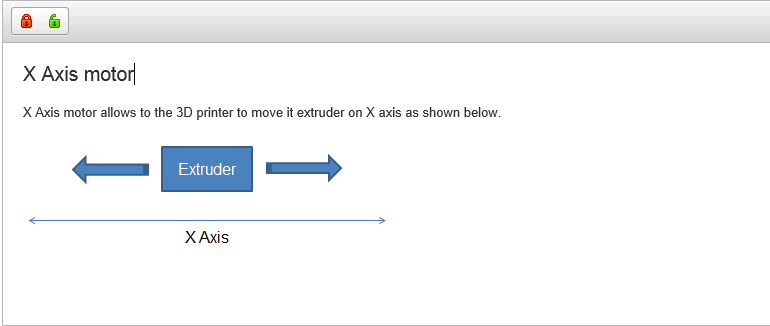 X Axis motor
X Axis motor allows to the 3D printer to move it extruder on X axis as shown below.
Extruder
X Axis